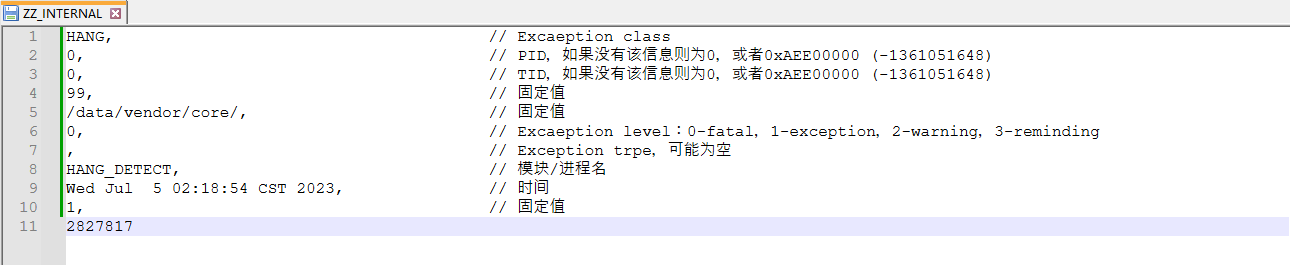 ZZ_INTERNAL
1 HANG, // Excaeption class
2 0, // PID, 如果没有该信息则为0, 或者0xAEE00000 (-1361051648)
3 0, // TID, 如果没有该信息则为0, 或者0xAEE00000 (-1361051648)
4 99, // 固定值
5 /data/vendor/core/, // 固定值
6 0, // Excaeption level：0-fatal, 1-exception, 2-warning, 3-reminding
7 , // Exception trpe, 可能为空
8 HANG_DETECT, // 模块/进程名
9 Wed Jul  5 02:18:54 CST 2023, // 时间
10 1, // 固定值
11 2827817